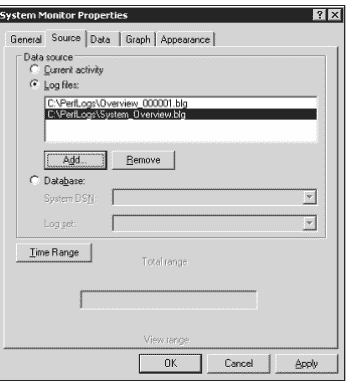 System Monitor Properties
General Source Data Graph Appearance
Data source
Current activity
Log files:
C:\PerfLogs\Overview_000001.blg
C:\PerfLogs\System_Overview.blg
Add... Remove
Database:
System DSN:
Log set:
Time Range
Total range
View range
OK Cancel Apply